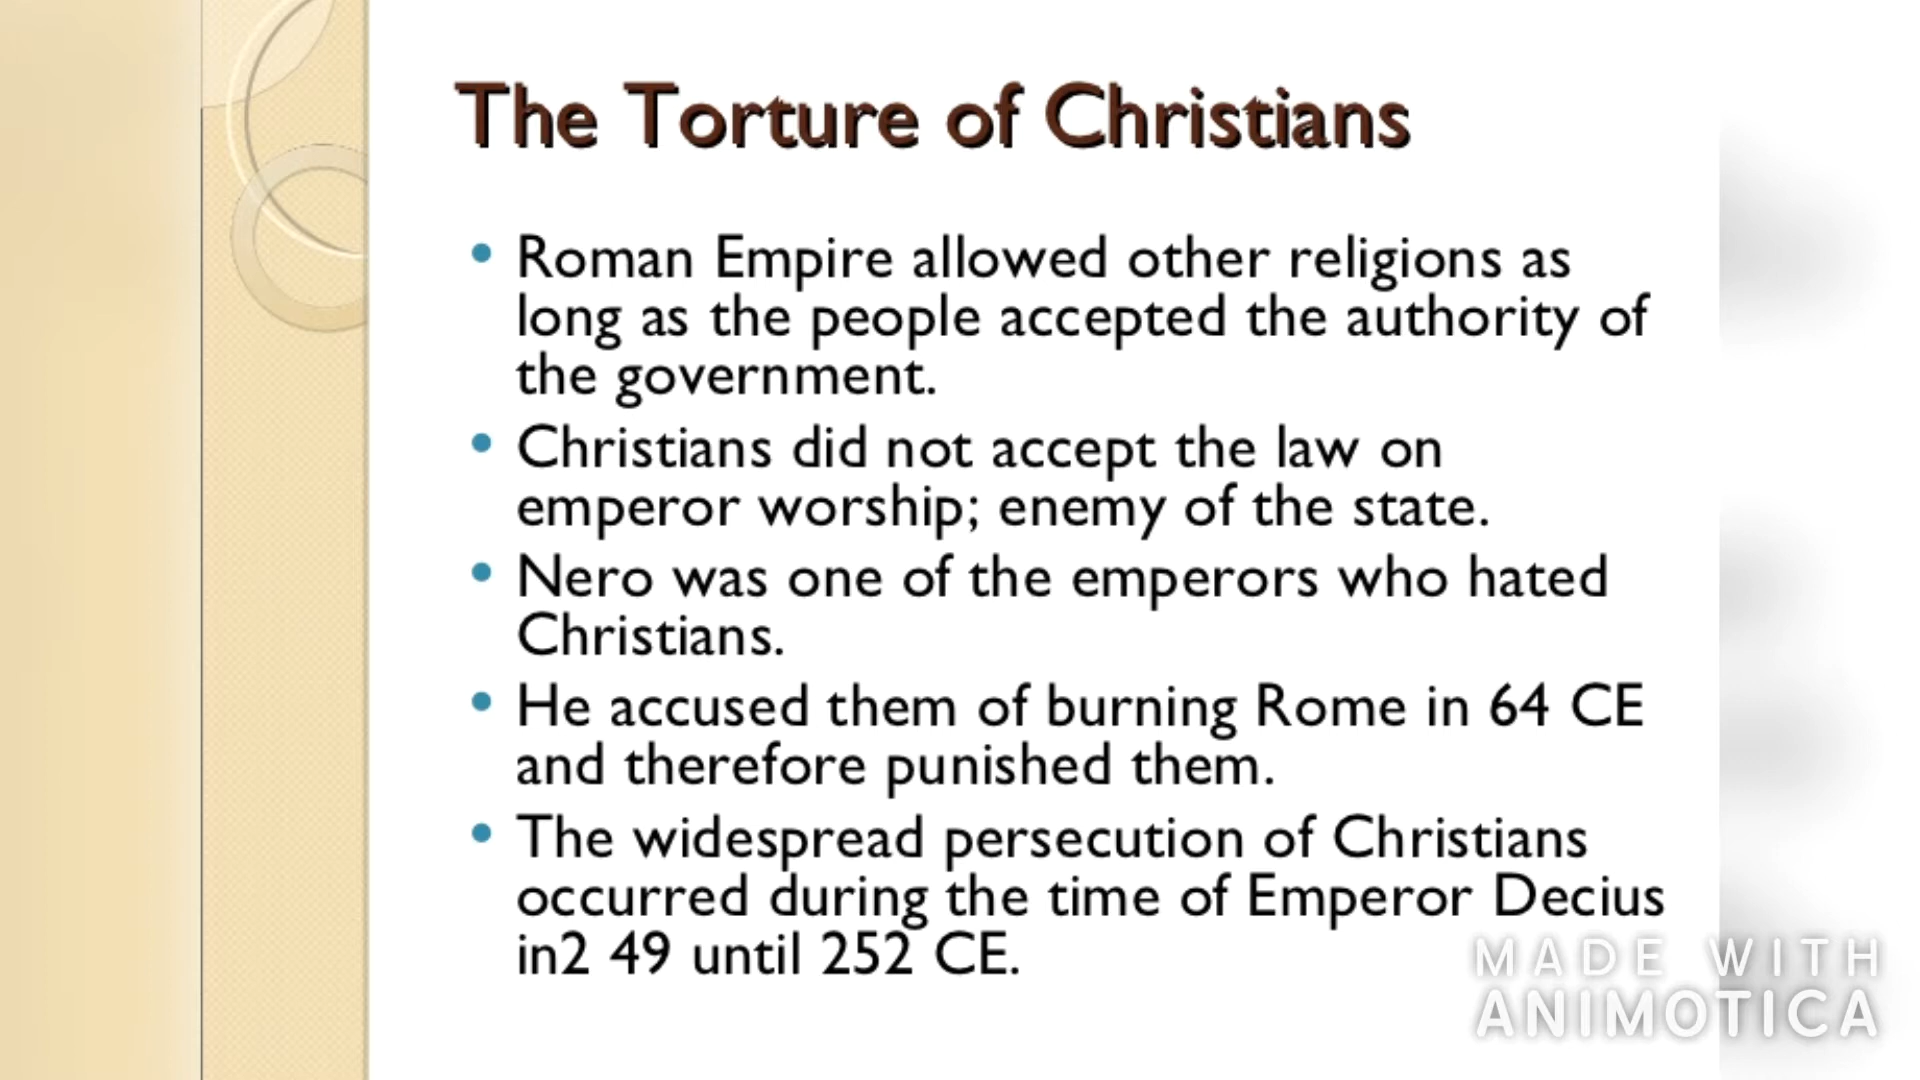 The Torture of Christians
• Roman Empire allowed other religions as
long as the people accepted the authority of
the government.
• Christians did not accept the law on
emperor worship; enemy of the state.
• Nero was one of the emperors who hated
Christians.
• He accused them of burning Rome in 64 CE
and therefore punished them.
• The widespread persecution of Christians
occurred during the time of Emperor Decius
in2 49 until 252 CE.
MADE WITH
ANIMOTICA